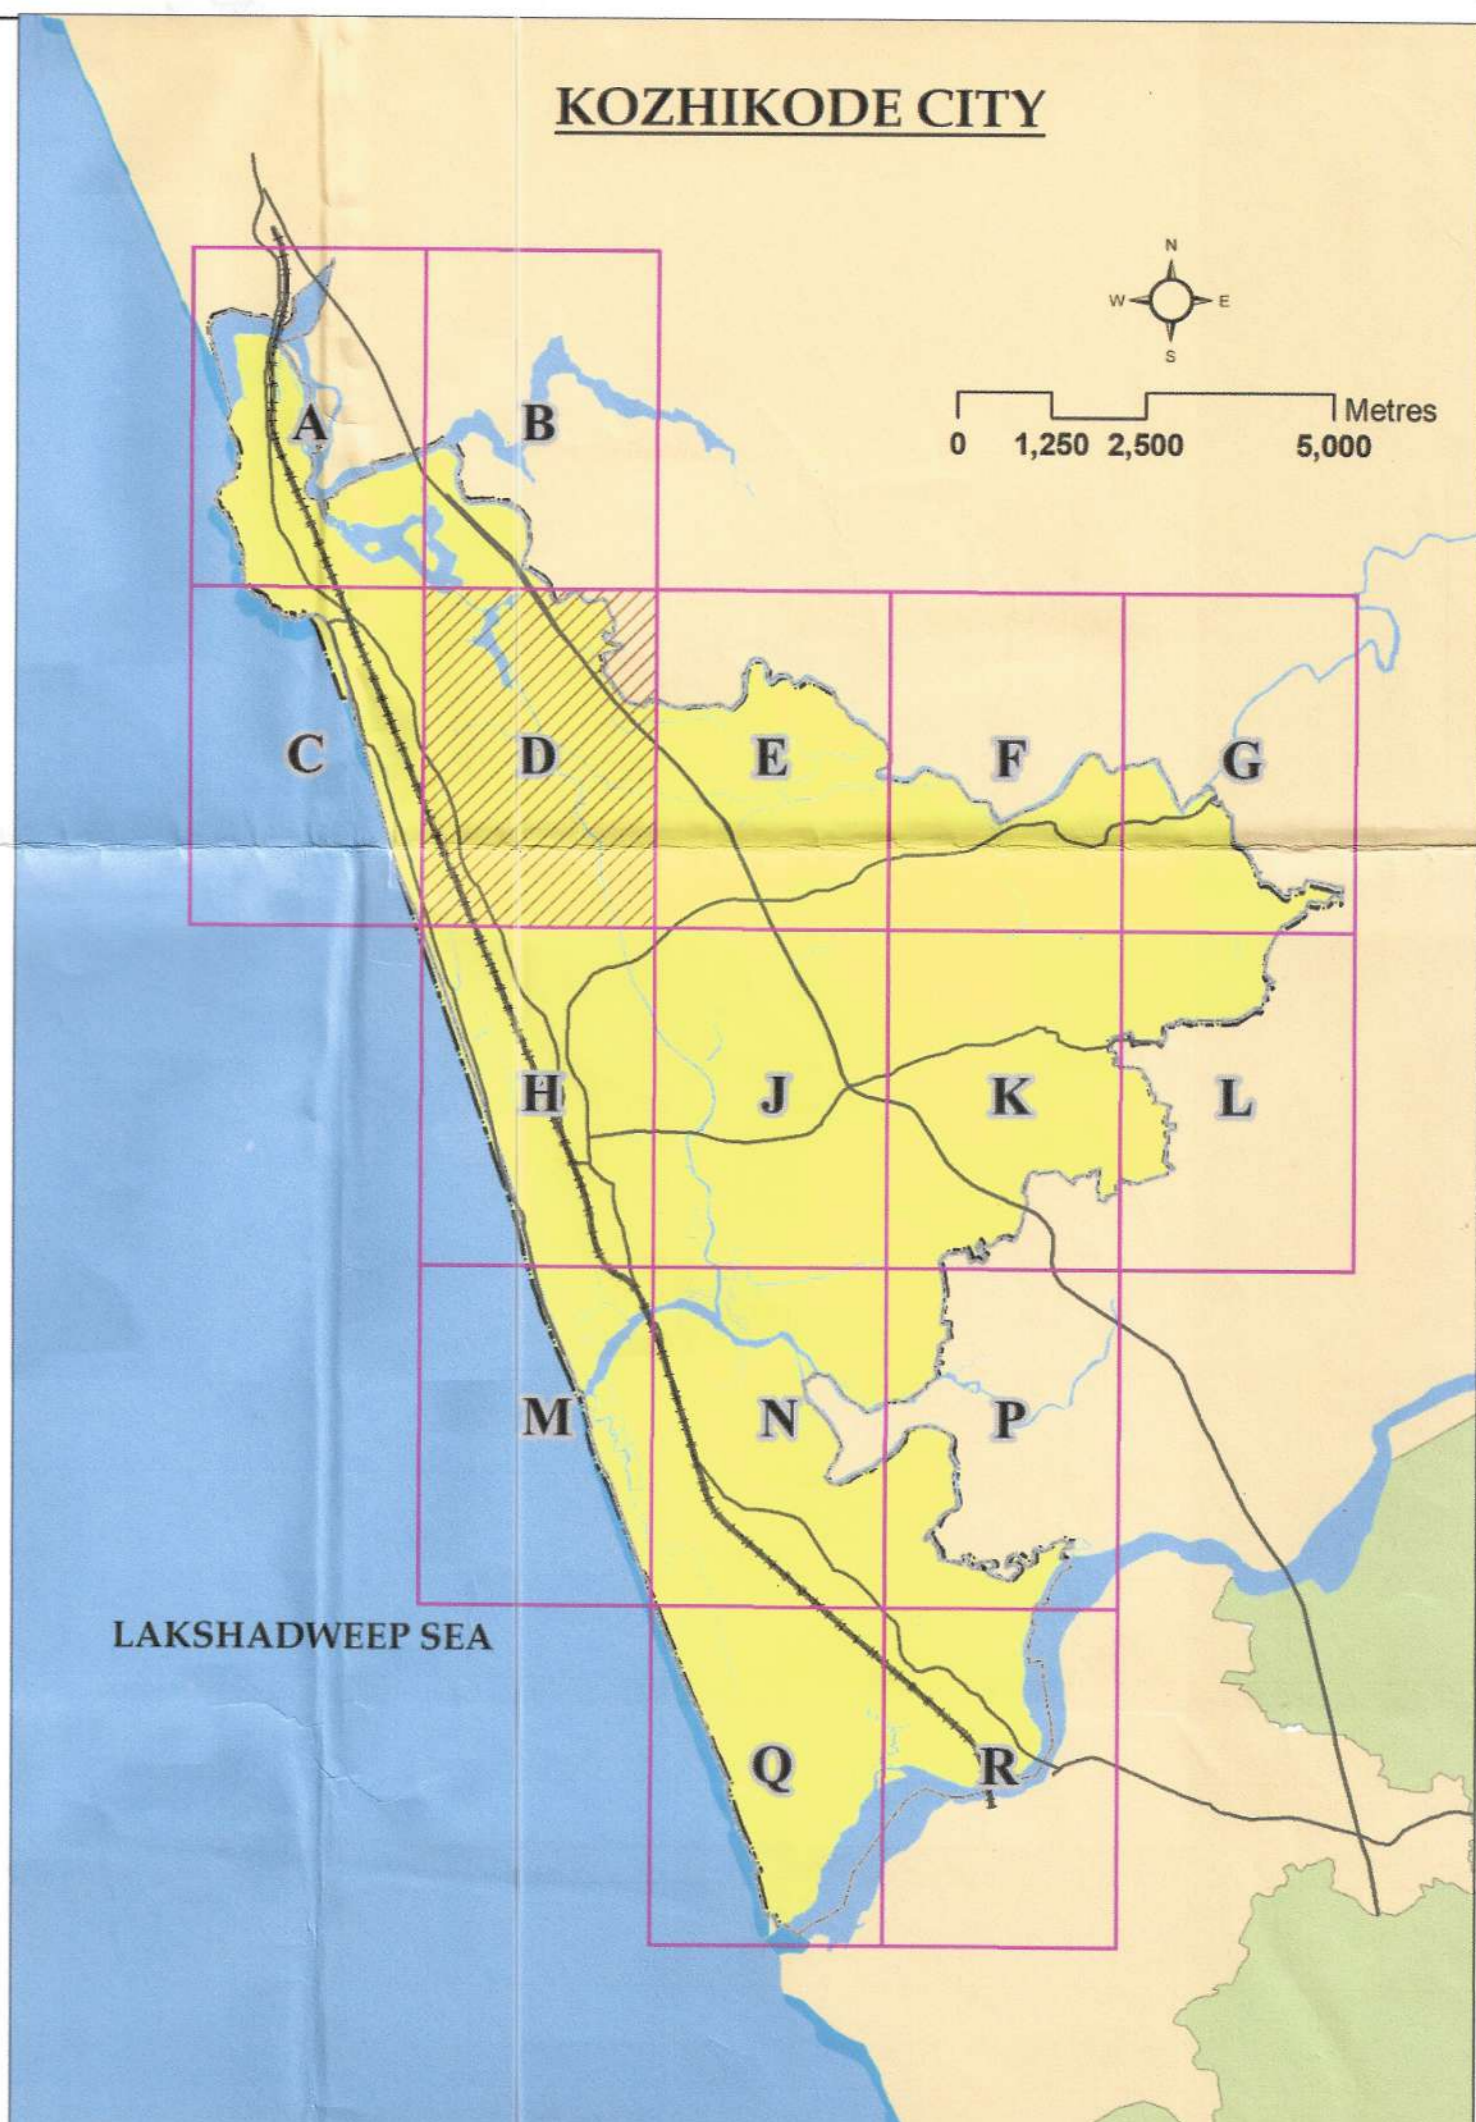 KOZHIKODE CITY
N
W E
S
Metres
0 1,250 2,500 5,000
A B
C D E F G
H J K L
M N P
LAKSHADWEEP SEA
Q R